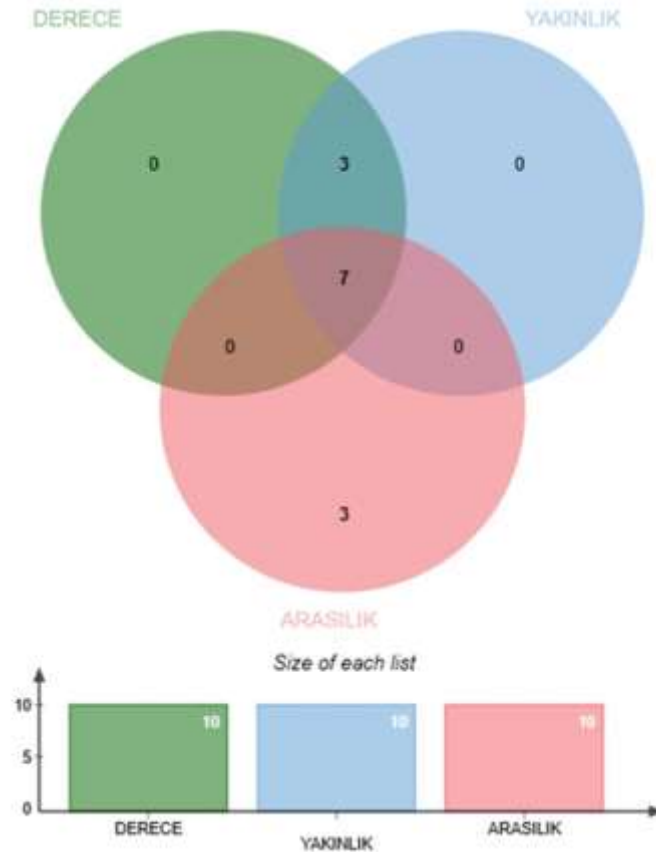 DERECE YAKINLIK
0 3 0
7
0 0
3
ARASILIK
Size of each list
10
5
0
10 10 10
DERECE YAKINLIK ARASILIK